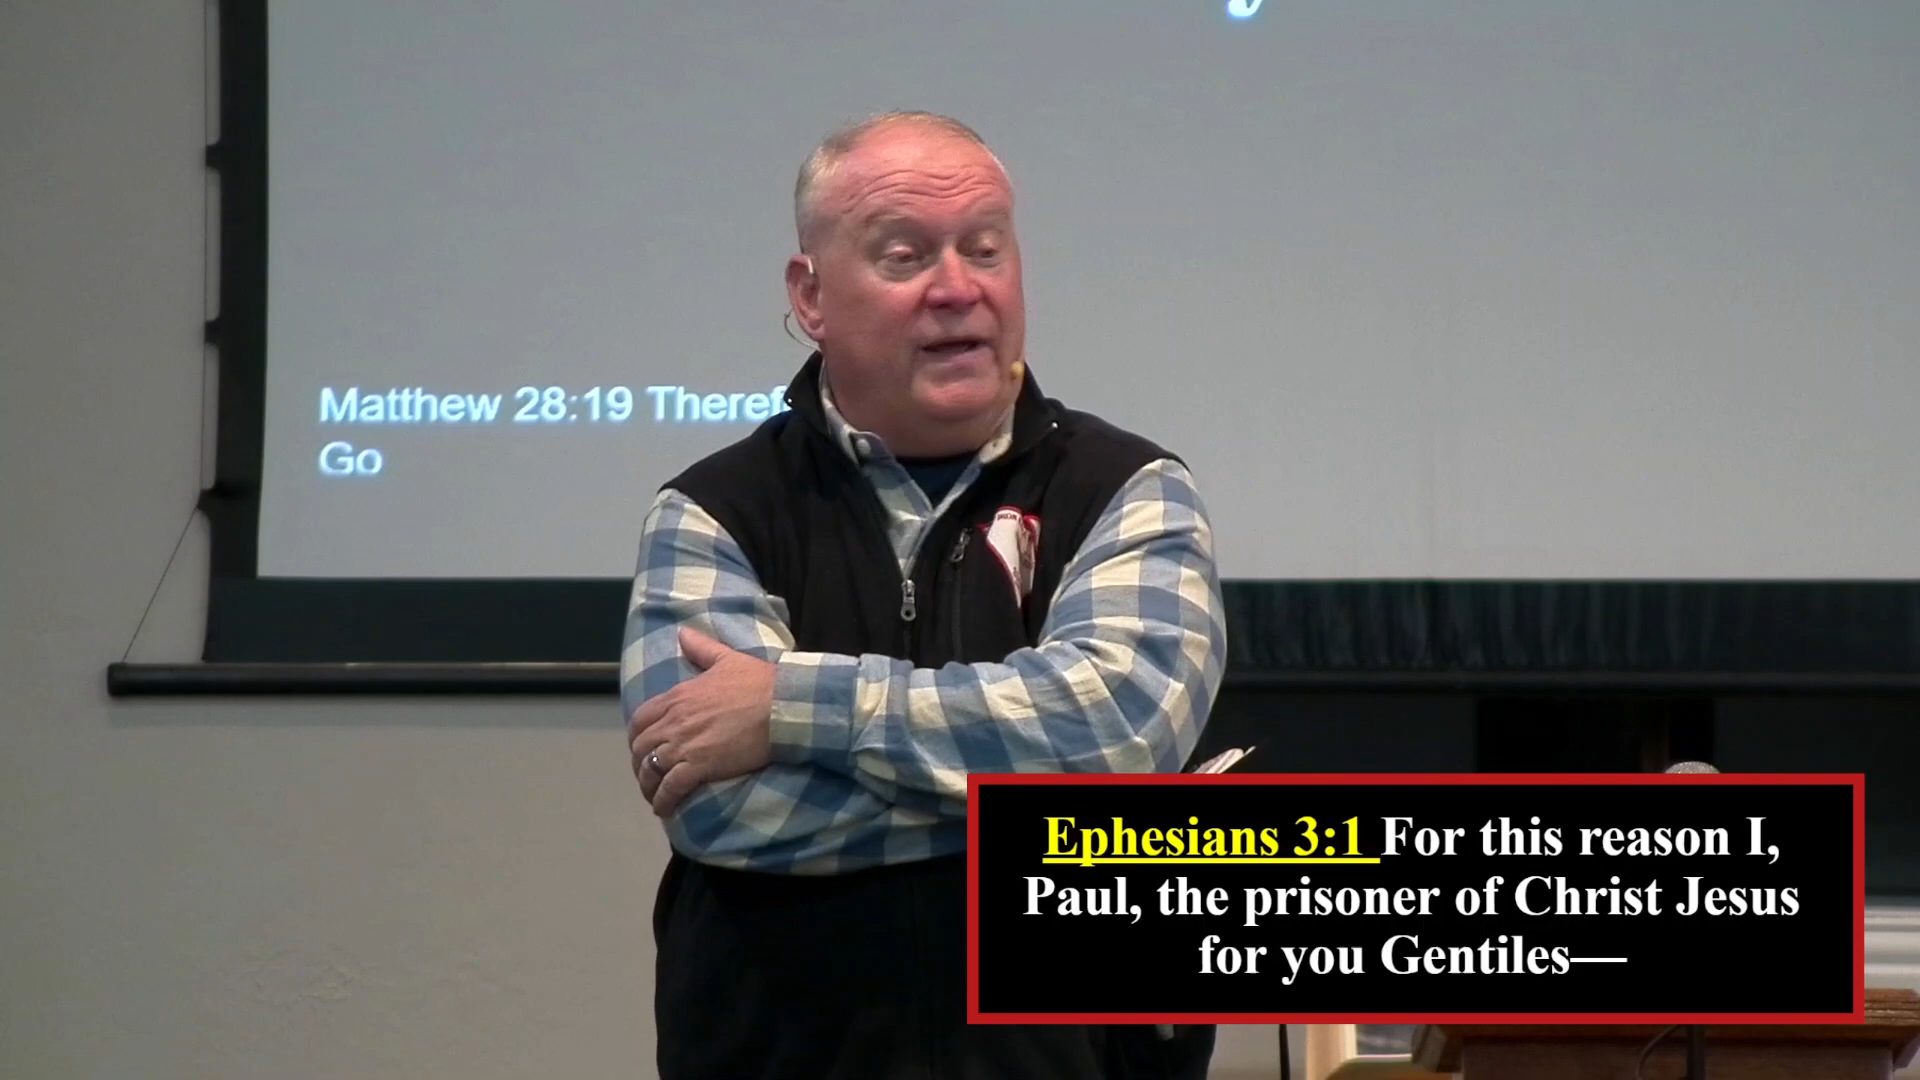 Matthew 28:19
Go
Ephesians 3:1 For this reason I,
Paul, the prisoner of Christ Jesus
for you Gentiles—